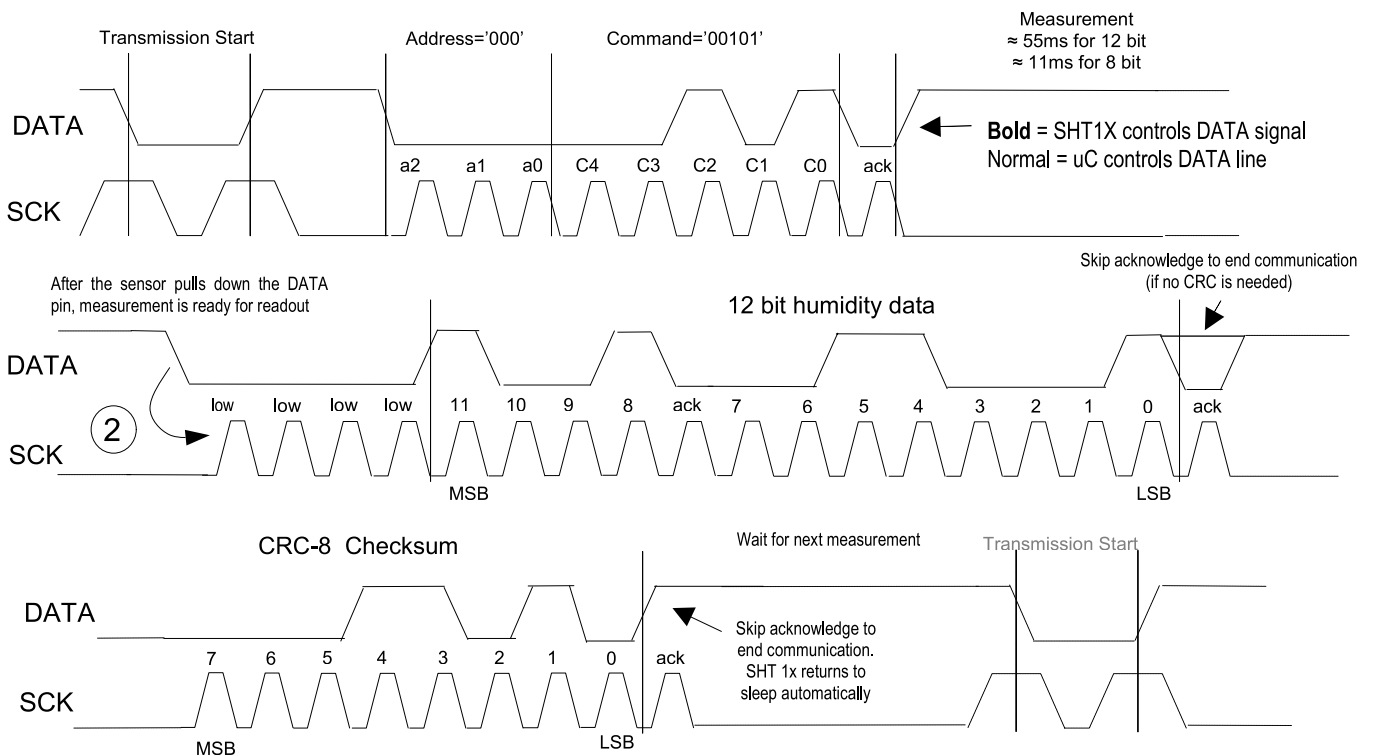 Transmission Start
Address='000'
Command='00101'
Measurement
≈ 55ms for 12 bit
≈ 11ms for 8 bit
DATA
Bold = SHT1X controls DATA signal
Normal = uC controls DATA line
a2 a1 a0 C4 C3 C2 C1 C0 ack
SCK
After the sensor pulls down the DATA
pin, measurement is ready for readout
12 bit humidity data
Skip acknowledge to end communication
(if no CRC is needed)
DATA
low low low low 11 10 9 8 ack 7 6 5 4 3 2 1 0 ack
2
SCK
MSB
LSB
CRC-8 Checksum
Wait for next measurement
Transmission Start
DATA
Skip acknowledge to
end communication.
SHT 1x returns to
sleep automatically
7 6 5 4 3 2 1 0 ack
SCK
MSB
LSB